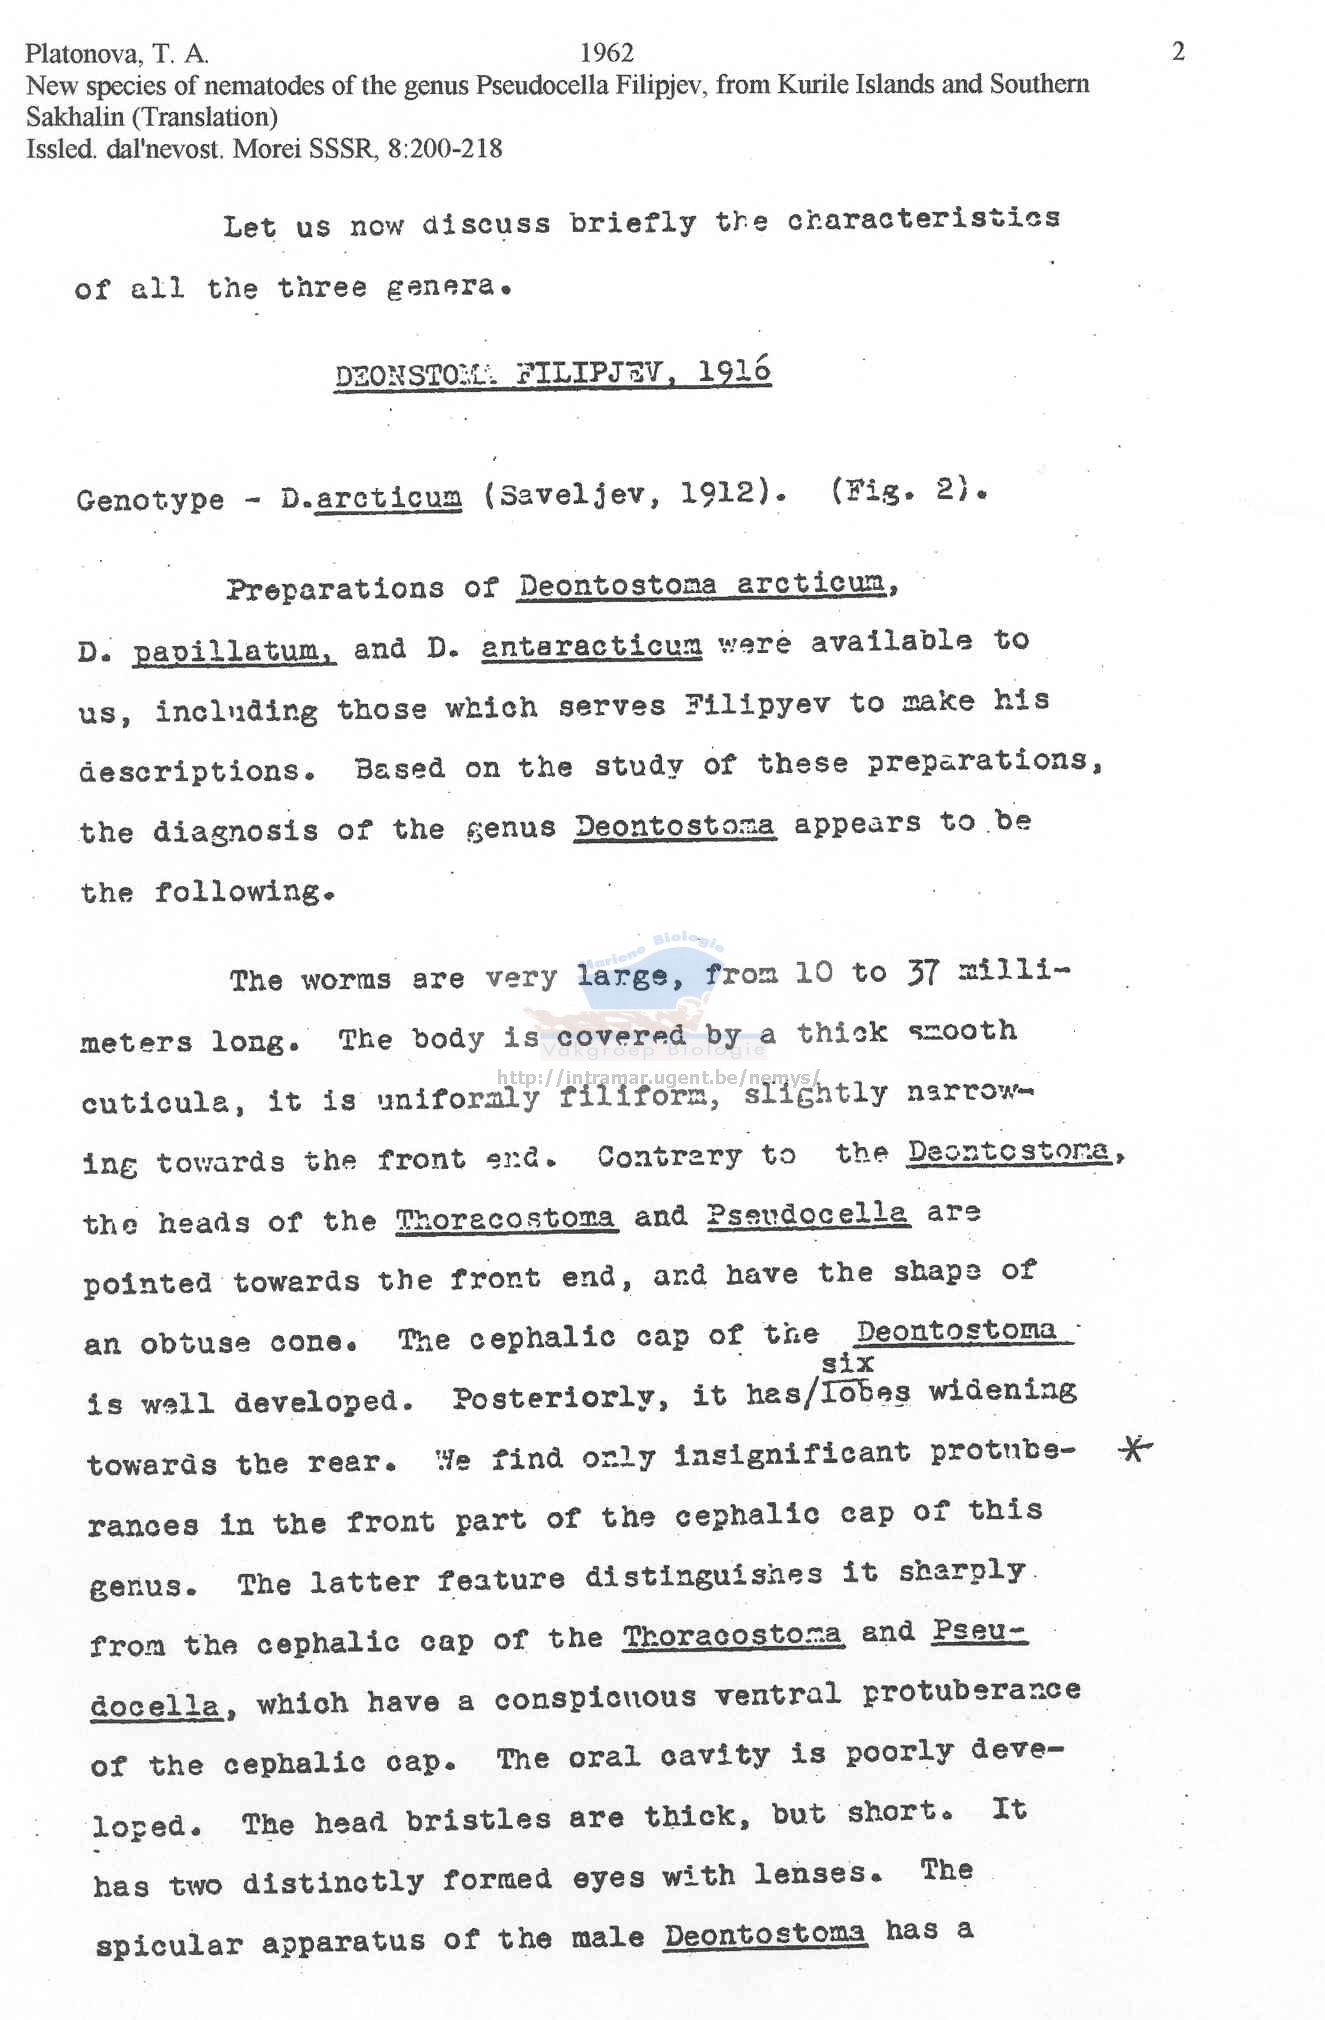 Platonova, T. A. 1962 2
New species of nematodes of the genus Pseudocella Filipjev, from Kurile Islands and Southern
Sakhalin (Translation)
Issled. dal'nevost. Morei SSSR, 8:200-218
Let us now discuss briefly the characteristics
of all the three genera.
DEONSTOMA FILIPJEV, 1916
Genotype - D.arcticum (Saveljev, 1912). (Fig. 2).
Preparations of Deontostoma arcticum,
D. papillatum, and D. antaracticum were available to
us, including those which serves Filipyev to make his
descriptions. Based on the study of these preparations,
the diagnosis of the genus Deontostoma appears to be
the following.
Mariene Biologie
The worms are very large, from 10 to 37 milli-
meters long. The body is covered by a thick smooth
Vakgroep Biologie
http://intramar.ugent.be/nemys/
cuticula, it is uniformly filiform, slightly narrow-
ing towards the front end. Contrary to the Deontostoma,
the heads of the Thoracostoma and Pseudocella are
pointed towards the front end, and have the shape of
an obtuse cone. The cephalic cap of the Deontostoma
six
is well developed. Posteriorly, it has/lobes widening
towards the rear. We find only insignificant protube- *
rances in the front part of the cephalic cap of this
genus. The latter feature distinguishes it sharply
from the cephalic cap of the Thoracostoma and Pseu-
docella, which have a conspicuous ventral protuberance
of the cephalic cap. The oral cavity is poorly deve-
loped. The head bristles are thick, but short. It
has two distinctly formed eyes with lenses. The
spicular apparatus of the male Deontostoma has a